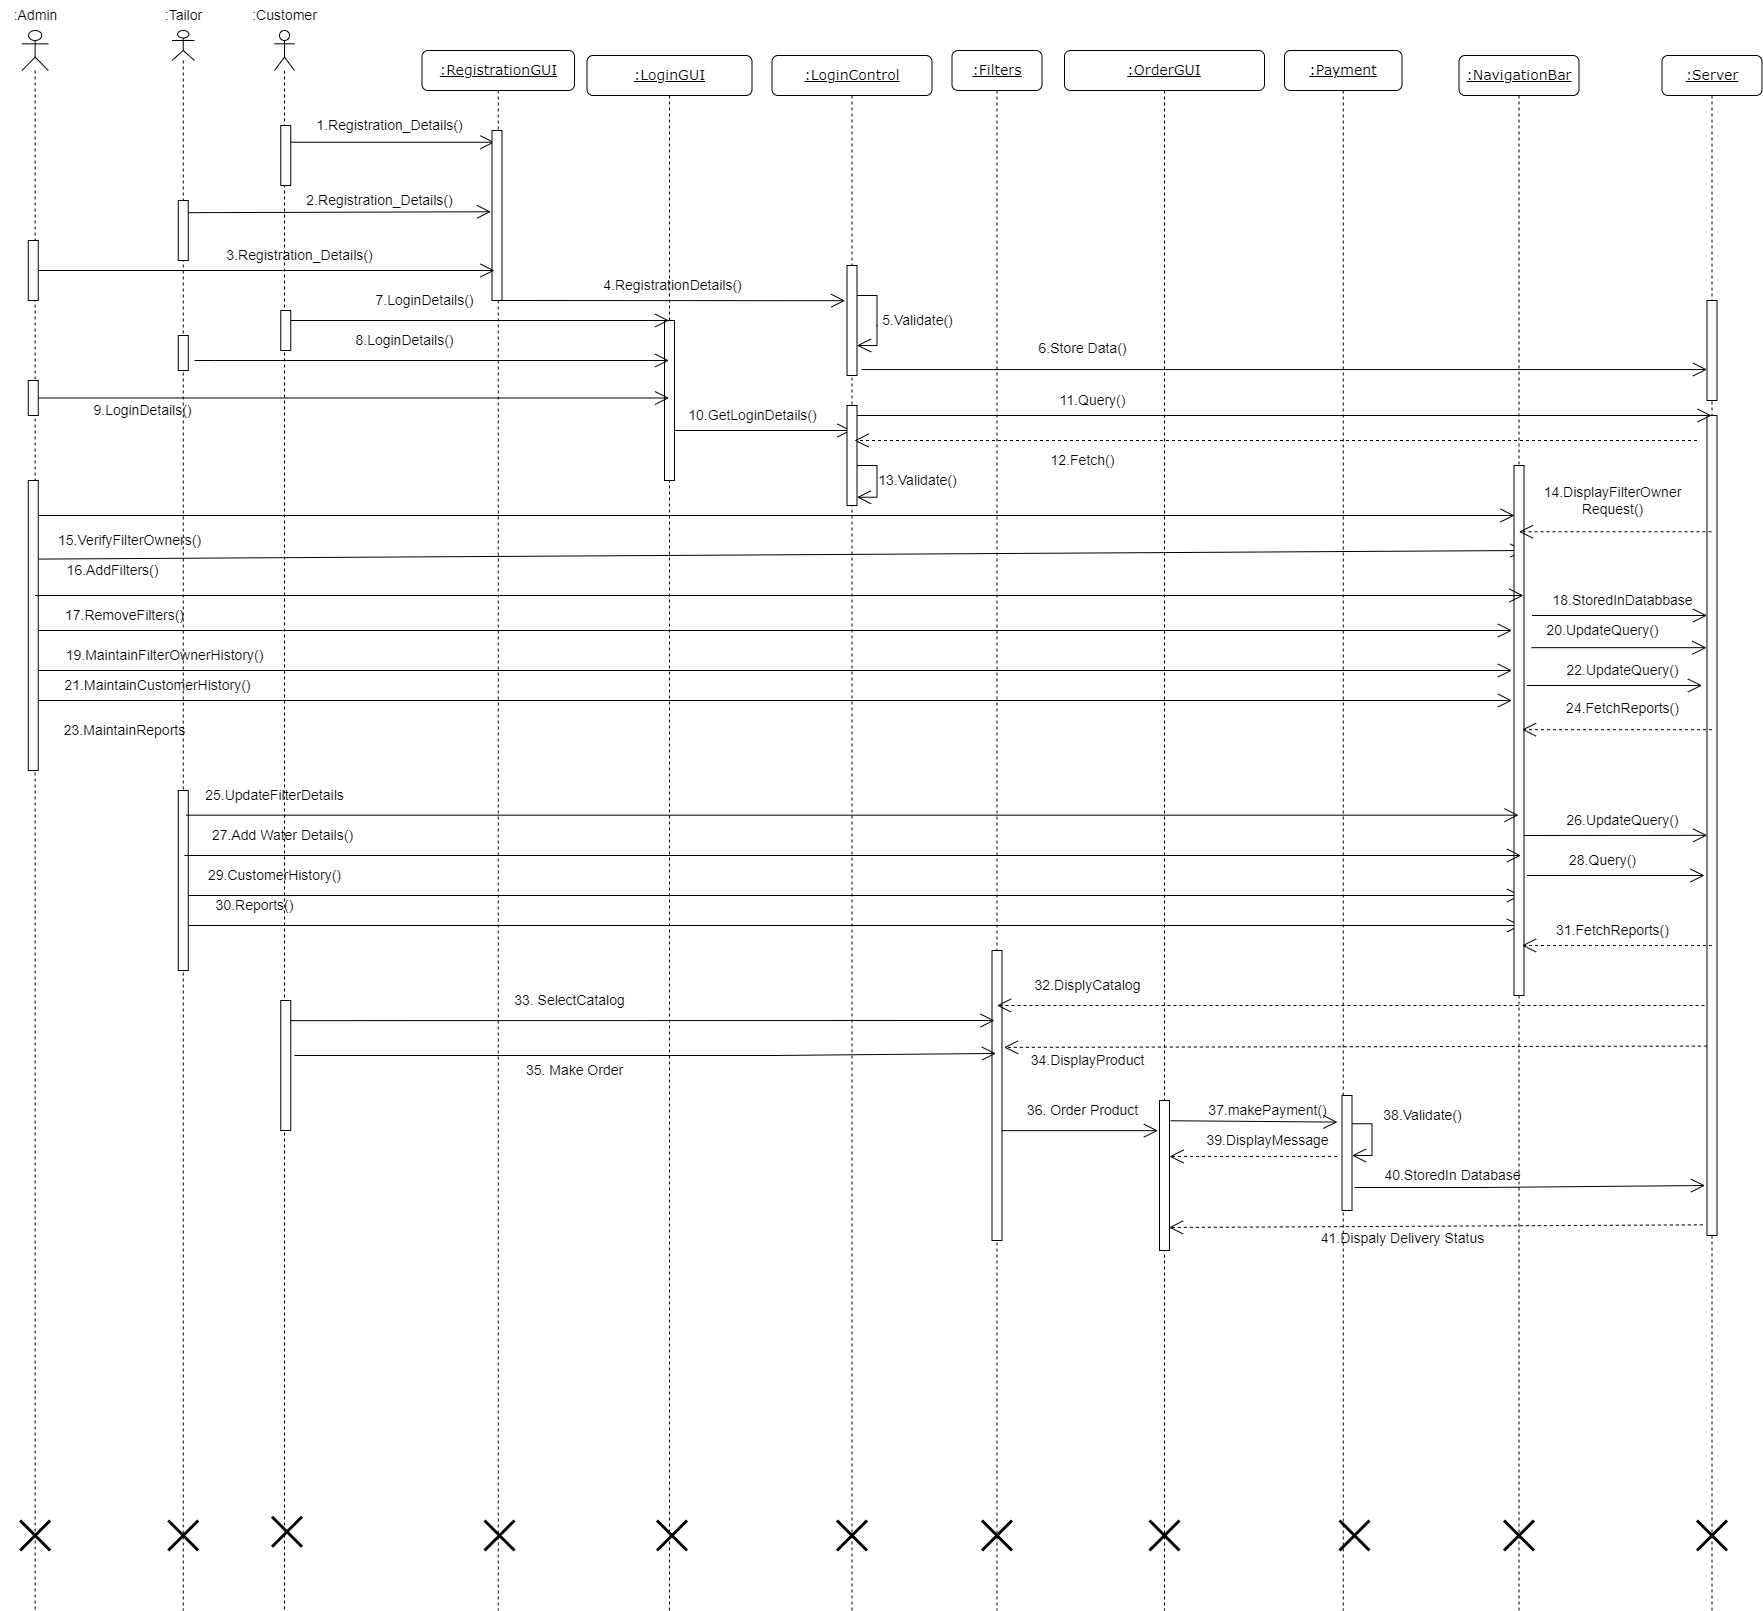 :Admin
:Tailor
:Customer
:RegistrationGUI
:LoginGUI
:LoginControl
:Filters
:OrderGUI
:Payment
:NavigationBar
:Server
1.Registration_Details()
2.Registration_Details()
3.Registration_Details()
4.RegistrationDetails()
7.LoginDetails()
5.Validate()
8.LoginDetails()
6.Store Data()
9.LoginDetails()
10.GetLoginDetails()
11.Query()
12.Fetch()
13.Validate()
14.DisplayFilterOwner
Request()
15.VerifyFilterOwners()
16.AddFilters()
17.RemoveFilters()
18.StoredInDatabbase
20.UpdateQuery()
19.MaintainFilterOwnerHistory()
22.UpdateQuery()
21.MaintainCustomerHistory()
24.FetchReports()
23.MaintainReports
25.UpdateFilterDetails
26.UpdateQuery()
27.Add Water Details()
28.Query()
29.CustomerHistory()
30.Reports()
31.FetchReports()
32.DisplyCatalog
33. SelectCatalog
34.DisplayProduct
35. Make Order
36. Order Product
37.makePayment()
38.Validate()
39.DisplayMessage
40.StoredIn Database
41.Dispaly Delivery Status